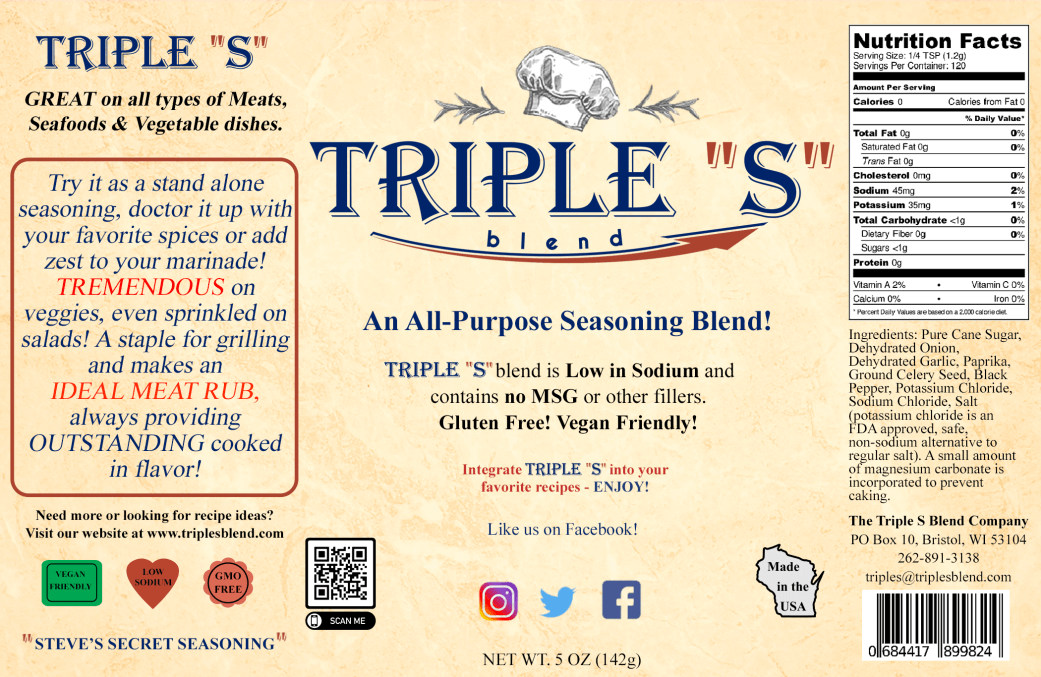 TRIPLE "S"
GREAT on all types of Meats,
Seafoods & Vegetable dishes.
Try it as a stand alone
seasoning, doctor it up with
your favorite spices or add
zest to your marinade!
TREMENDOUS on
veggies, even sprinkled on
salads! A staple for grilling
and makes an
IDEAL MEAT RUB,
always providing
OUTSTANDING cooked
in flavor!
Need more or looking for recipe ideas?
Visit our website at www.triplesblend.com
VEGAN
FRIENDLY
LOW
SODIUM
GMO
FREE
"STEVE'S SECRET SEASONING"
SCAN ME
TRIPLE "S"
blend
An All-Purpose Seasoning Blend!
TRIPLE "S" blend is Low in Sodium and
contains no MSG or other fillers.
Gluten Free! Vegan Friendly!
Integrate TRIPLE "S" into your
favorite recipes - ENJOY!
Like us on Facebook!
NET WT. 5 OZ (142g)
Made
in the
USA
Nutrition Facts
Serving Size: 1/4 TSP (1.2g)
Servings Per Container: 120
Amount Per Serving
Calories 0 Calories from Fat 0
% Daily Value*
Total Fat 0g 0%
Saturated Fat 0g 0%
Trans Fat 0g
Cholesterol 0mg 0%
Sodium 45mg 2%
Potassium 35mg 1%
Total Carbohydrate <1g 0%
Dietary Fiber 0g 0%
Sugars <1g
Protein 0g
Vitamin A 2% • Vitamin C 0%
Calcium 0% • Iron 0%
* Percent Daily Values are based on a 2,000 calorie diet.
Ingredients: Pure Cane Sugar,
Dehydrated Onion,
Dehydrated Garlic, Paprika,
Ground Celery Seed, Black
Pepper, Potassium Chloride,
Sodium Chloride, Salt
(potassium chloride is an
FDA approved, safe,
non-sodium alternative to
regular salt). A small amount
of magnesium carbonate is
incorporated to prevent
caking.
The Triple S Blend Company
PO Box 10, Bristol, WI 53104
262-891-3138
triples@triplesblend.com
0 684417 899824